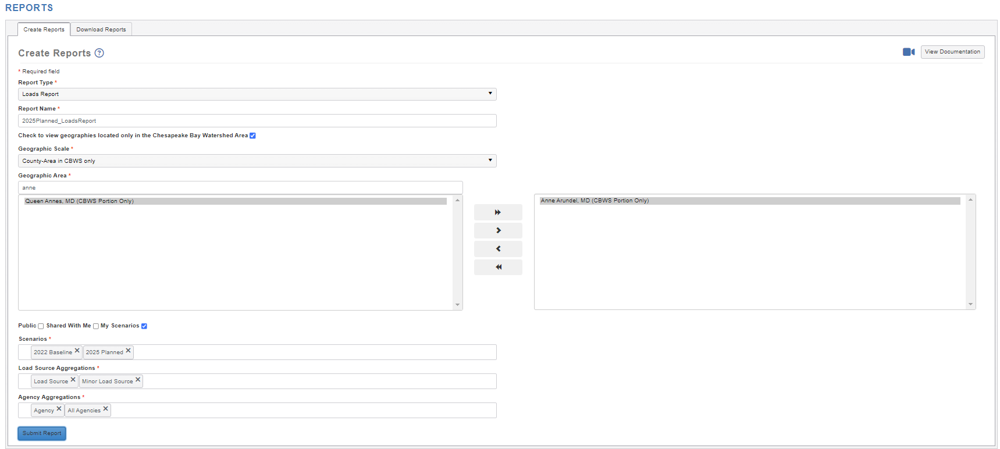 REPORTS
Create Reports Download Reports
Create Reports ?
View Documentation
* Required field
Report Type *
Loads Report
Report Name *
2025Planned_LoadsReport
Check to view geographies located only in the Chesapeake Bay Watershed Area
Geographic Scale *
County-Area in CBWS only
Geographic Area *
anne
Queen Annes, MD (CBWS Portion Only)
Anne Arundel, MD (CBWS Portion Only)
Public Shared With Me My Scenarios
Scenarios *
2022 Baseline 2025 Planned
Load Source Aggregations *
Load Source Minor Load Source
Agency Aggregations *
Agency All Agencies
Submit Report